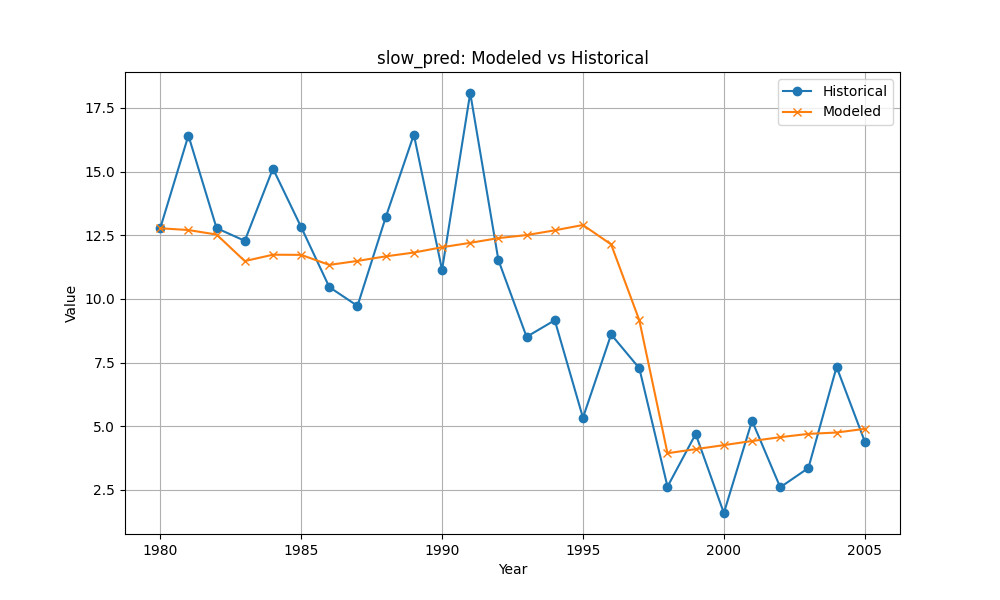 slow_pred: Modeled vs Historical
Historical
Modeled
17.5
15.0
12.5
10.0
7.5
5.0
2.5
Value
1980
1985
1990
1995
2000
2005
Year